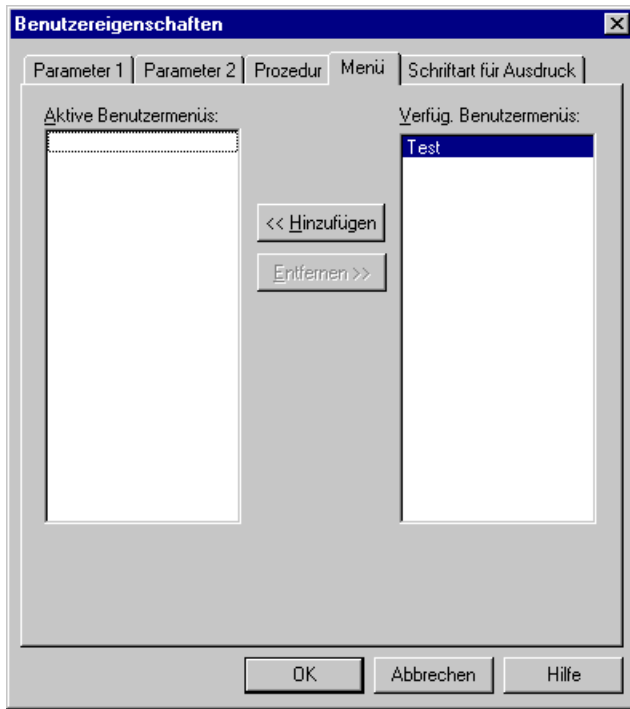 Benutzereigenschaften
Parameter 1 Parameter 2 Prozedur Menü Schriftart für Ausdruck
Aktive Benutzermenüs: Verfüg. Benutzermenüs:
Test
<< Hinzufügen
Entfernen >>
OK Abbrechen Hilfe